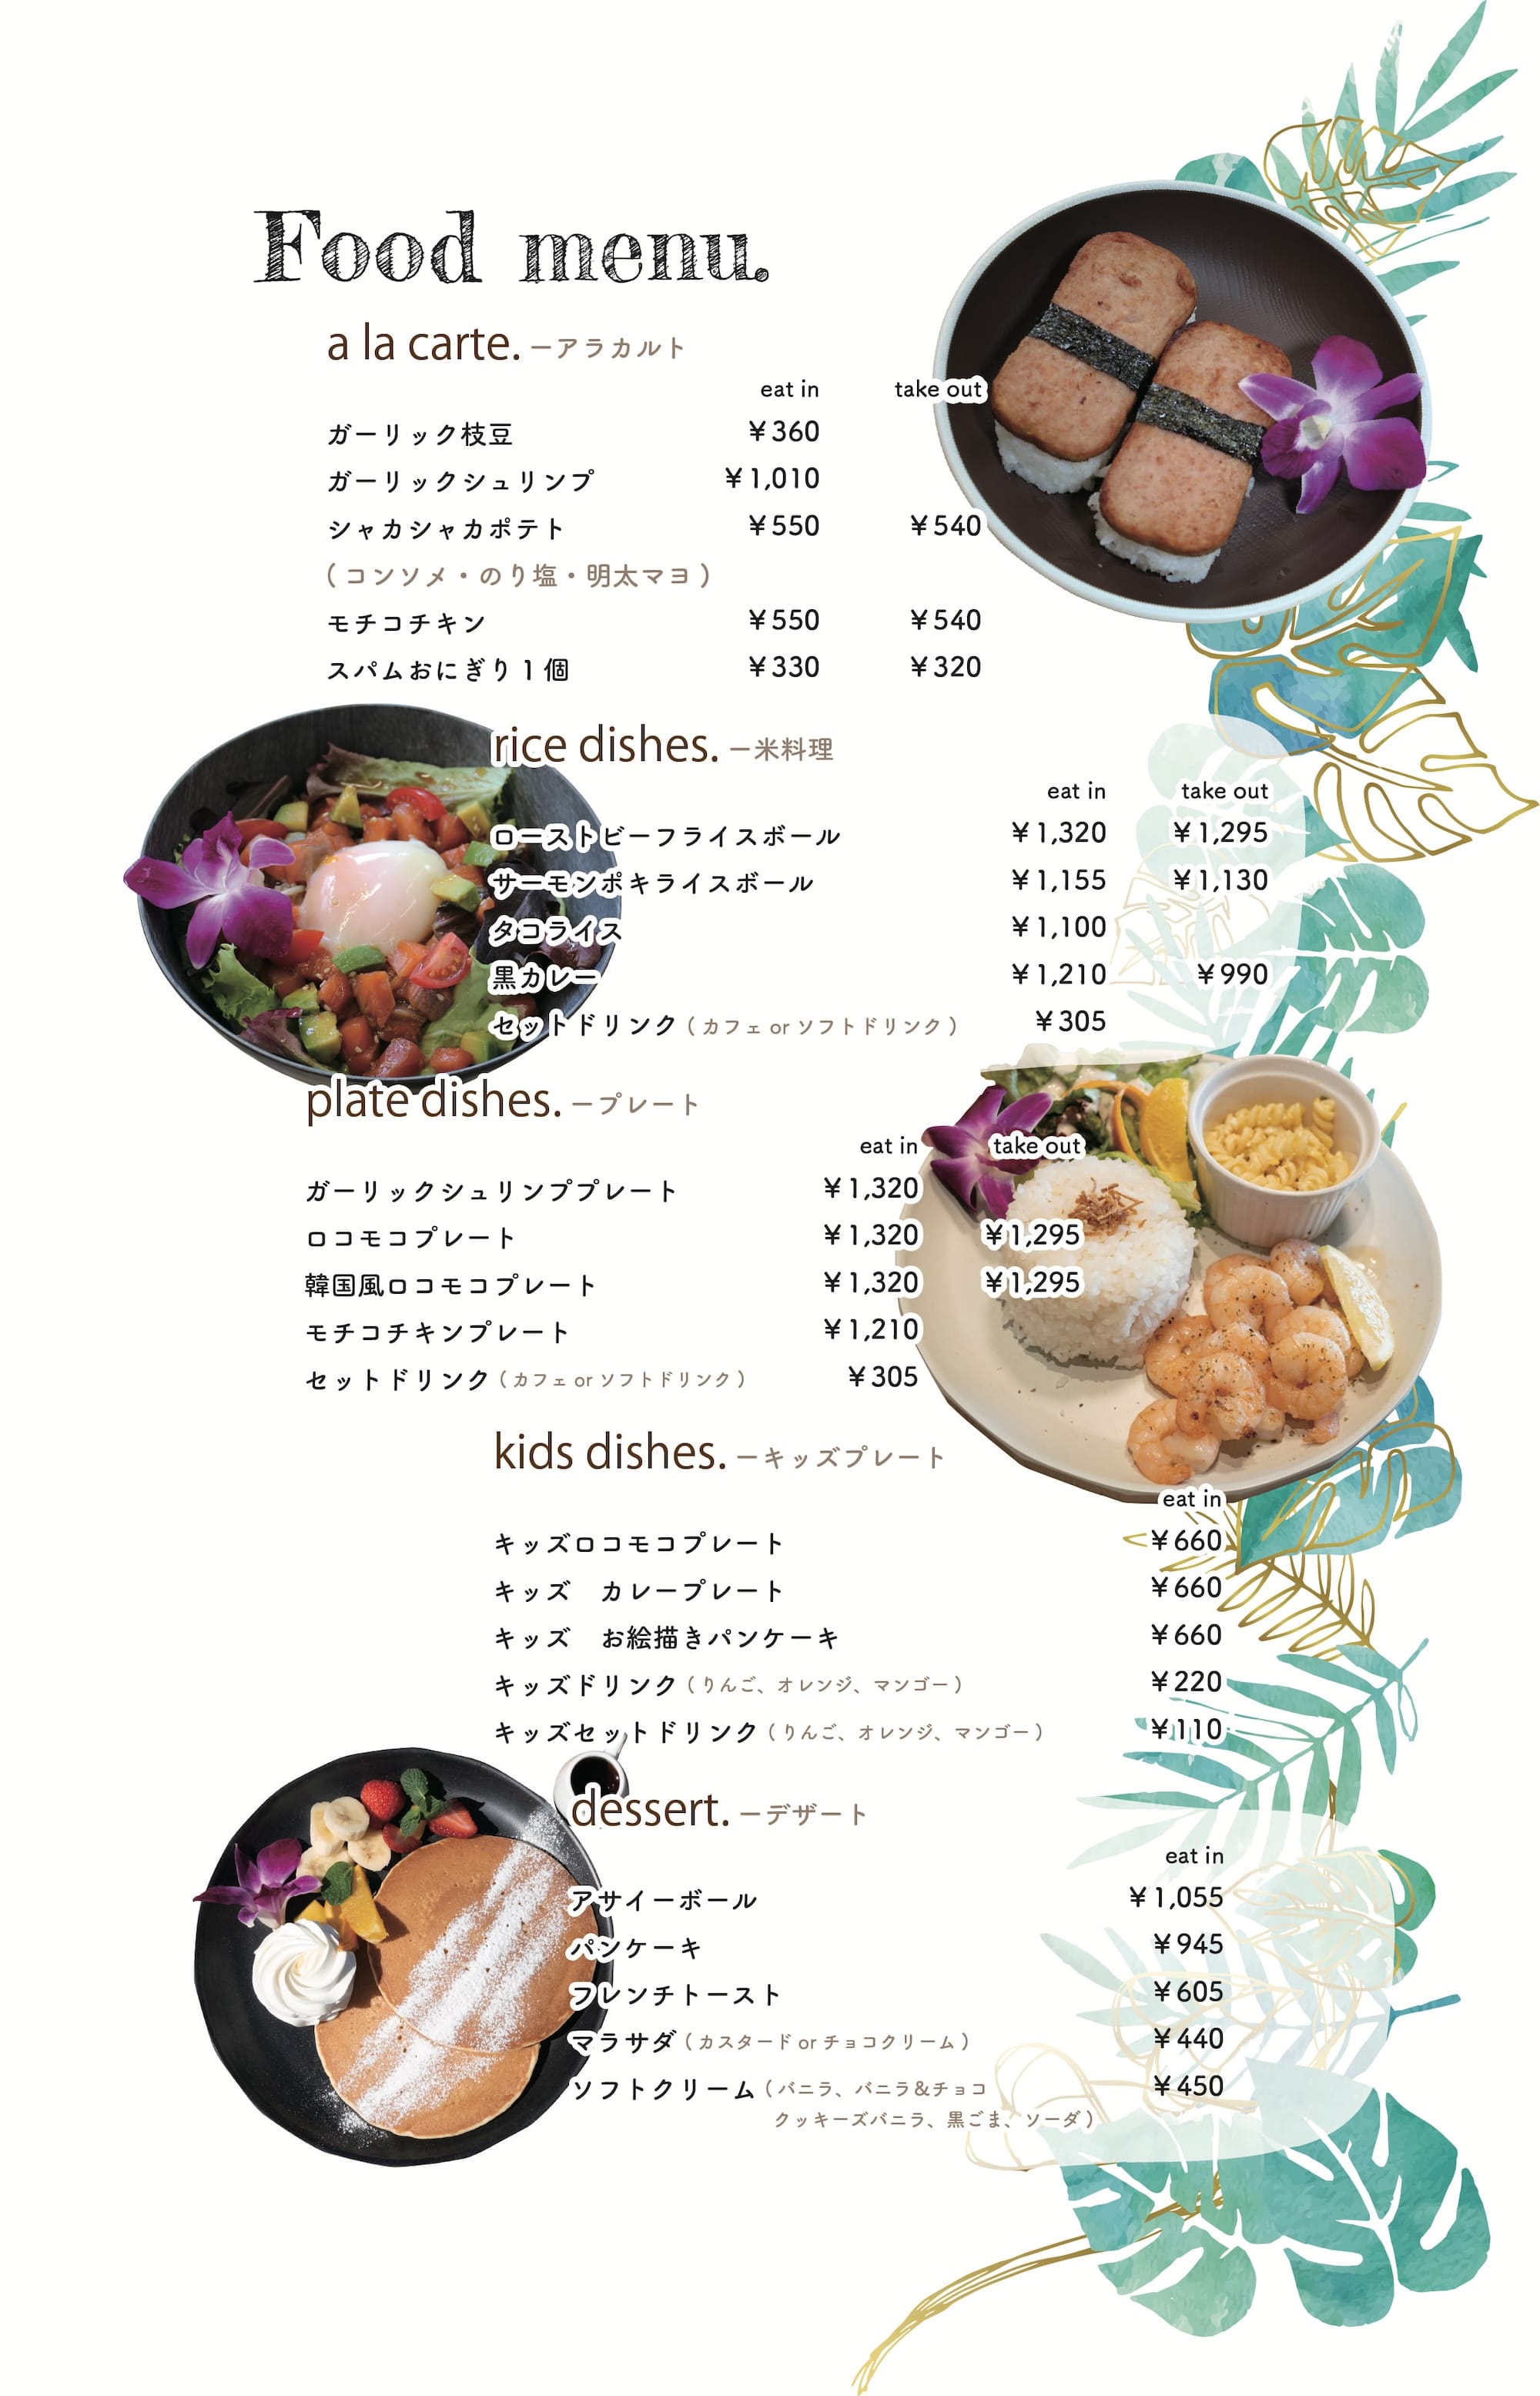 Food menu.
a la carte. ーアラカルト
eat in take out
ガーリック枝豆 ￥360
ガーリックシュリンプ ￥1,010
シャカシャカポテト ￥550 ￥540
（コンソメ・のり塩・明太マヨ）
モチコチキン ￥550 ￥540
スパムおにぎり1個 ￥330 ￥320
rice dishes. ー米料理
eat in take out
ローストビーフライスボール ￥1,320 ￥1,295
サーモンポキライスボール ￥1,155 ￥1,130
タコライス ￥1,100
黒カレー ￥1,210 ￥990
セットドリンク（カフェ or ソフトドリンク） ￥305
plate dishes. ープレート
eat in take out
ガーリックシュリンププレート ￥1,320
ロコモコプレート ￥1,320 ￥1,295
韓国風ロコモコプレート ￥1,320 ￥1,295
モチコチキンプレート ￥1,210
セットドリンク（カフェ or ソフトドリンク） ￥305
kids dishes. ーキッズプレート
eat in
キッズロコモコプレート ￥660
キッズ　カレープレート ￥660
キッズ　お絵描きパンケーキ ￥660
キッズドリンク（りんご、オレンジ、マンゴー） ￥220
キッズセットドリンク（りんご、オレンジ、マンゴー） ￥110
dessert. ーデザート
eat in
アサイーボール ￥1,055
パンケーキ ￥945
フレンチトースト ￥605
マラサダ（カスタード or チョコクリーム） ￥440
ソフトクリーム（バニラ、バニラ＆チョコ ￥450
クッキーズバニラ、黒ごま、ソーダ）